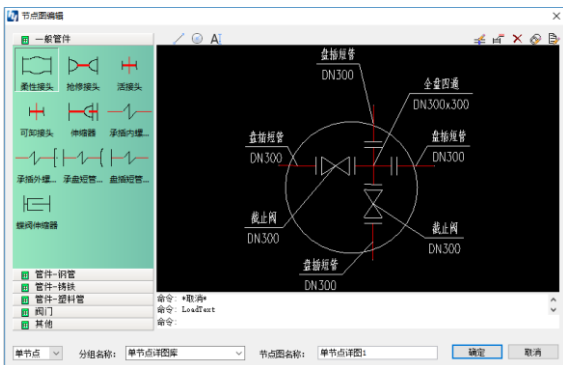 节点图编辑
一般管件
柔性接头
抢修接头
活接头
可卸接头
伸缩器
承插内螺...
承插外螺...
承盘短管...
盘插短管...
蝶阀伸缩器
管件-钢管
管件-铸铁
管件-塑料管
阀门
其他
盘插短管
DN300
全盘四通
DN300x300
盘插短管
DN300
盘插短管
DN300
截止阀
DN300
截止阀
DN300
盘插短管
DN300
命令: *取消*
命令: LoadText
命令:
单节点
分组名称:
单节点详图库
节点图名称:
单节点详图1
确定
取消